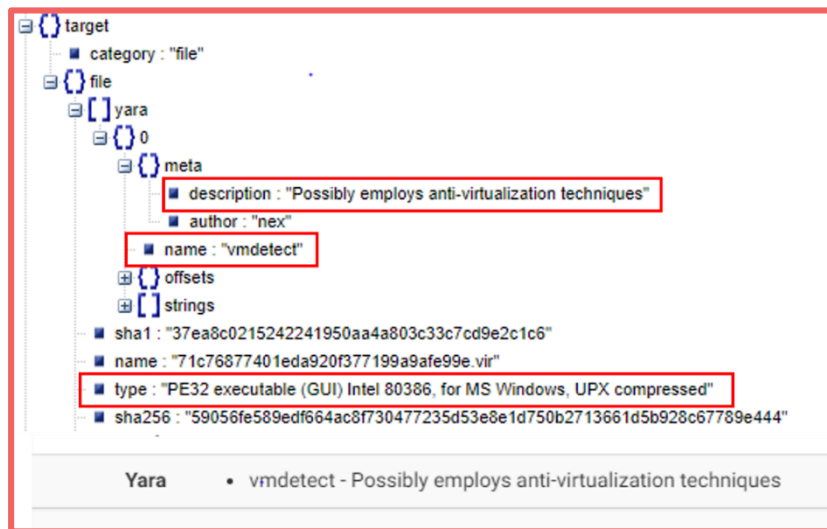 target
category : "file"
file
yara
0
meta
description : "Possibly employs anti-virtualization techniques"
author : "nex"
name : "vmdetect"
offsets
strings
sha1 : "37ea8c0215242241950aa4a803c33c7cd9e2c1c6"
name : "71c76877401eda920f377199a9afe99e.vir"
type : "PE32 executable (GUI) Intel 80386, for MS Windows, UPX compressed"
sha256 : "59056fe589edf664ac8f730477235d53e8e1d750b2713661d5b928c67789e444"
Yara • vmdetect - Possibly employs anti-virtualization techniques